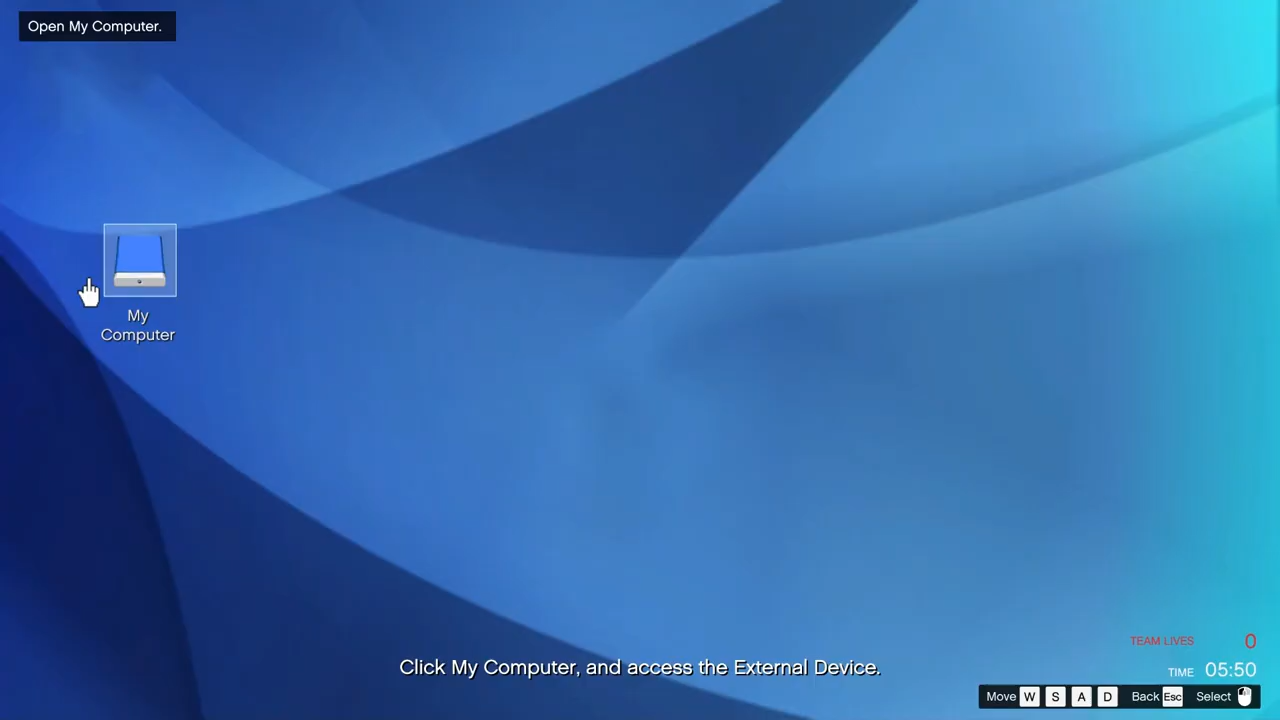 Open My Computer.
My
Computer
Click My Computer, and access the External Device.
TEAM LIVES 0
TIME 05:50
Move W S A D Back Esc Select